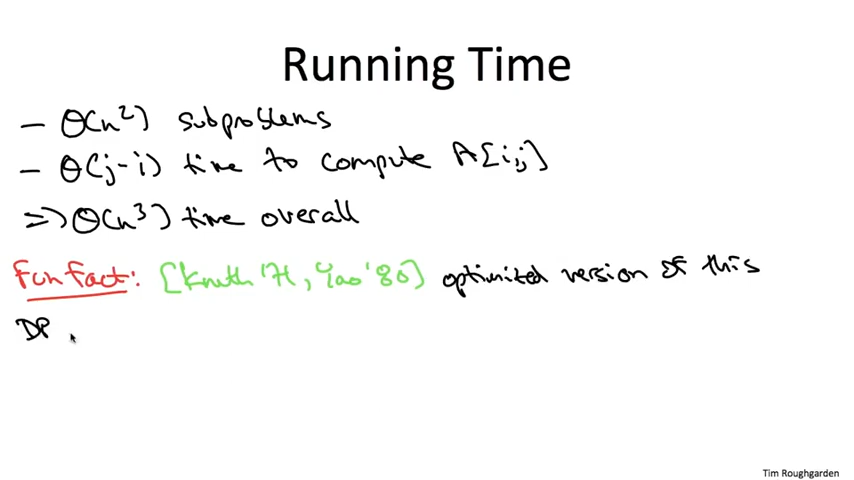 Running Time
– Θ(n²) subproblems
– Θ(j-i) time to compute A[i,j]
=> Θ(n³) time overall
Fun fact: [Knuth '71, Yao '80] optimized version of this
DP
Tim Roughgarden